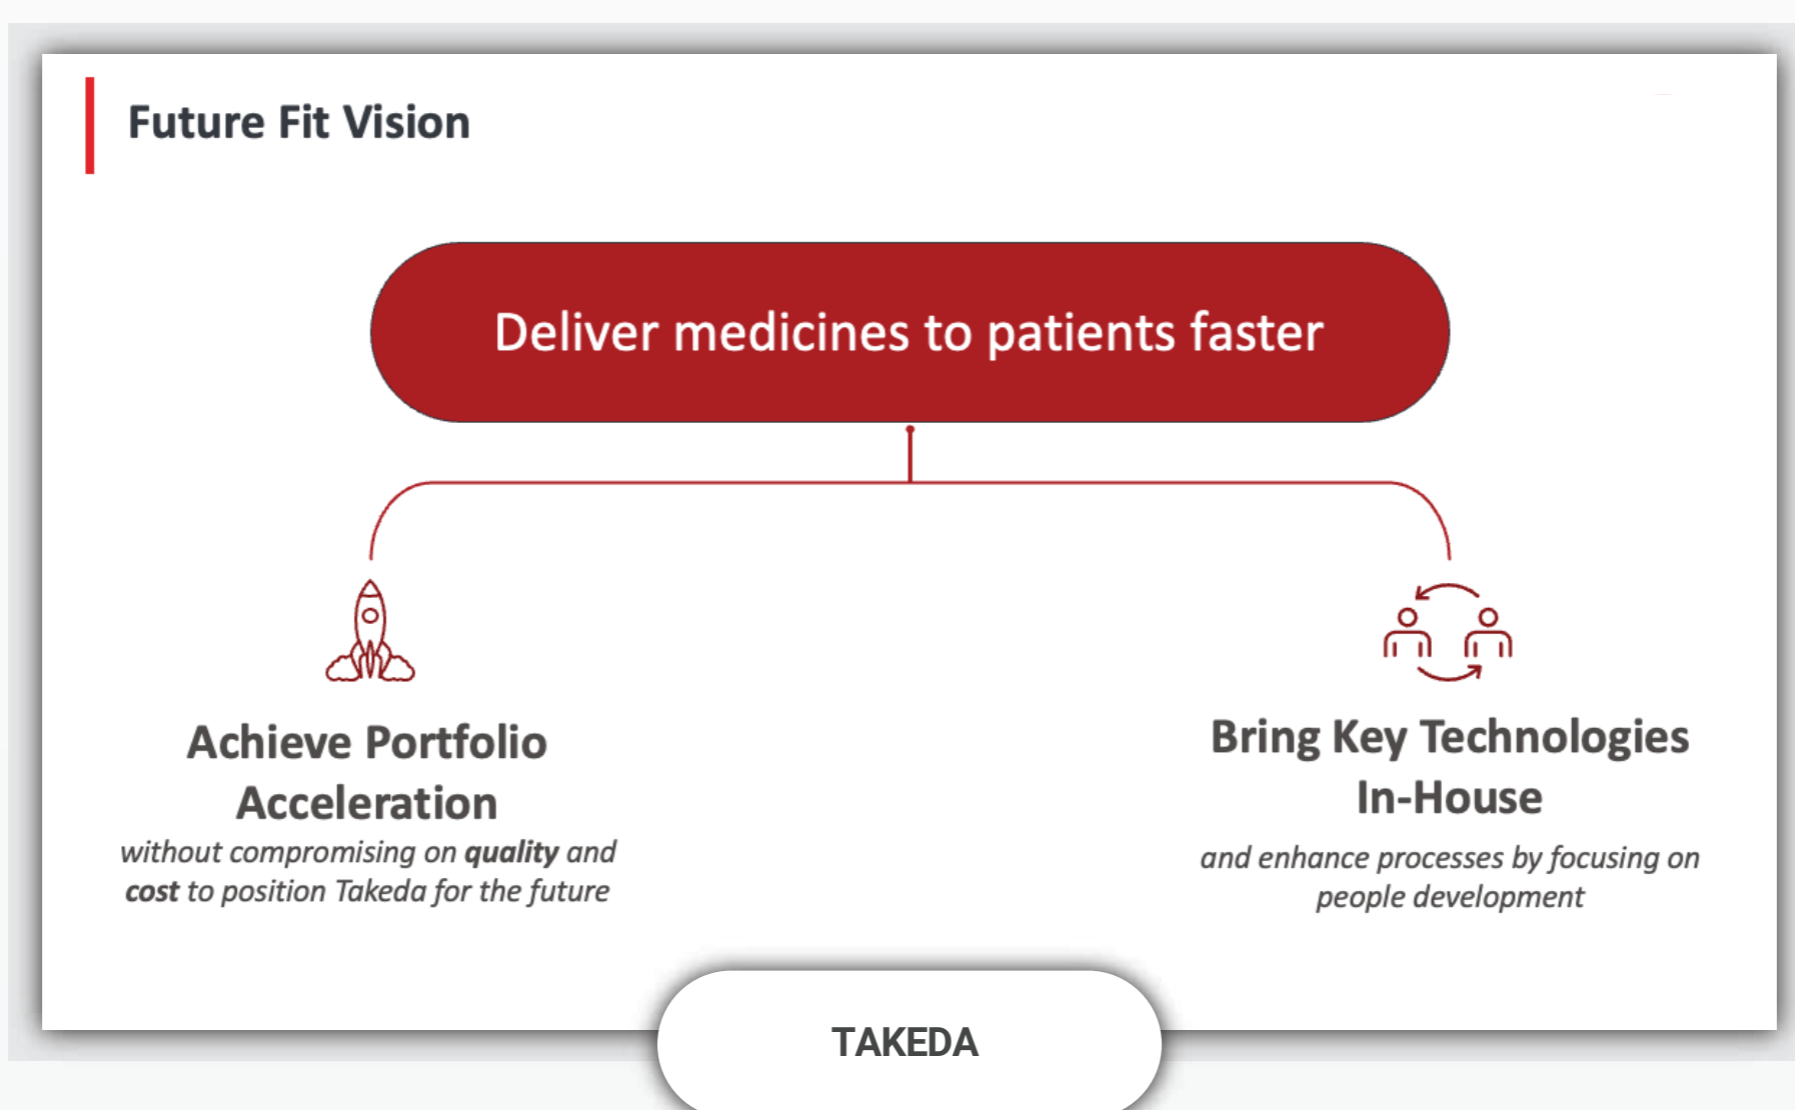 Future Fit Vision
Deliver medicines to patients faster
Achieve Portfolio
Acceleration
without compromising on quality and
cost to position Takeda for the future
Bring Key Technologies
In-House
and enhance processes by focusing on
people development
TAKEDA